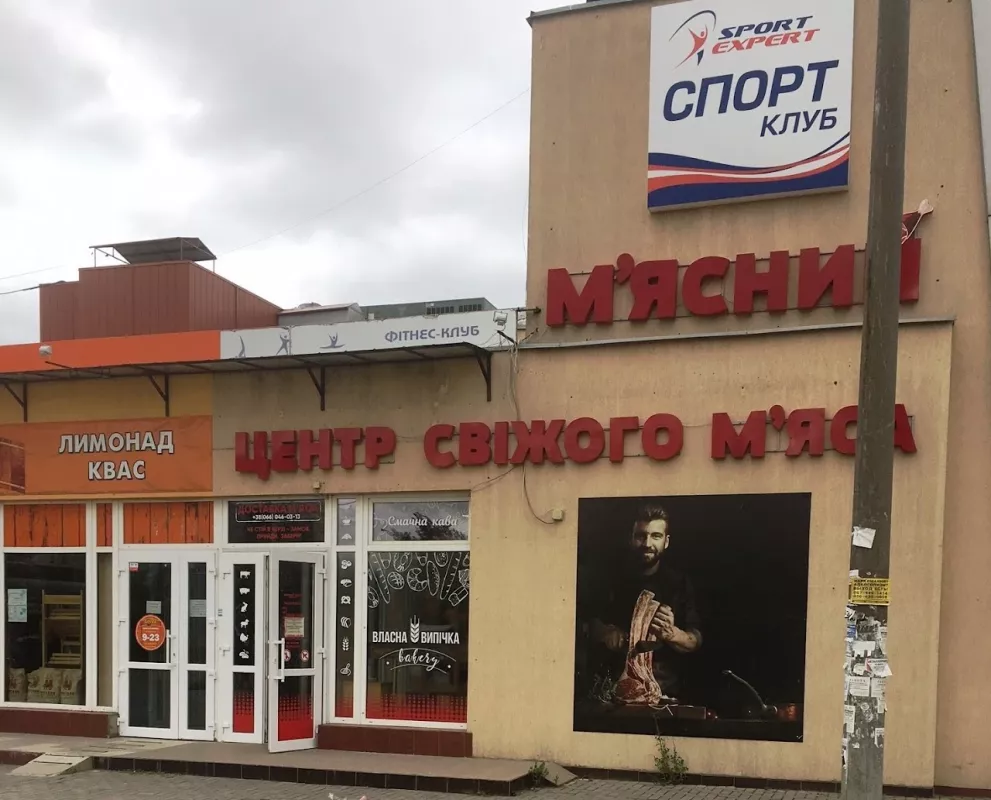 SPORT
EXPERT
СПОРТ
КЛУБ
М'ЯСНИЙ
ФІТНЕС-КЛУБ
ЦЕНТР СВІЖОГО М'ЯСА
ЛИМОНАД
КВАС
Смачна кава
ВЛАСНА ВИПІЧКА
bakery
9-23